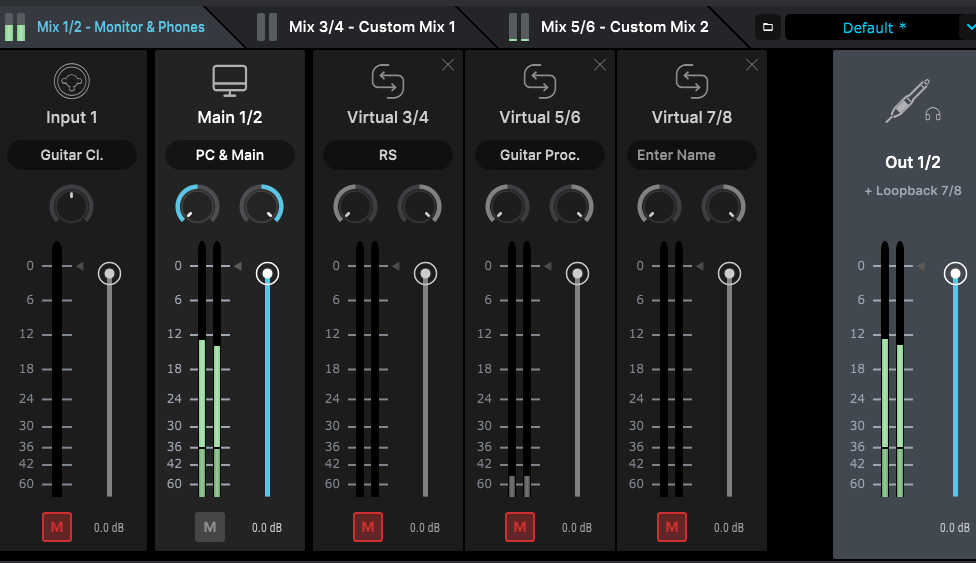 Mix 1/2 - Monitor & Phones
Mix 3/4 - Custom Mix 1
Mix 5/6 - Custom Mix 2
Default *
Input 1
Guitar Cl.
0
6
12
18
24
30
36
42
60
M
0.0 dB
Main 1/2
PC & Main
0
6
12
18
24
30
36
42
60
M
0.0 dB
Virtual 3/4
RS
0
6
12
18
24
30
36
42
60
M
0.0 dB
Virtual 5/6
Guitar Proc.
0
6
12
18
24
30
36
42
60
M
0.0 dB
Virtual 7/8
Enter Name
0
6
12
18
24
30
36
42
60
M
0.0 dB
Out 1/2
+ Loopback 7/8
0
6
12
18
24
30
36
42
60
0.0 dB